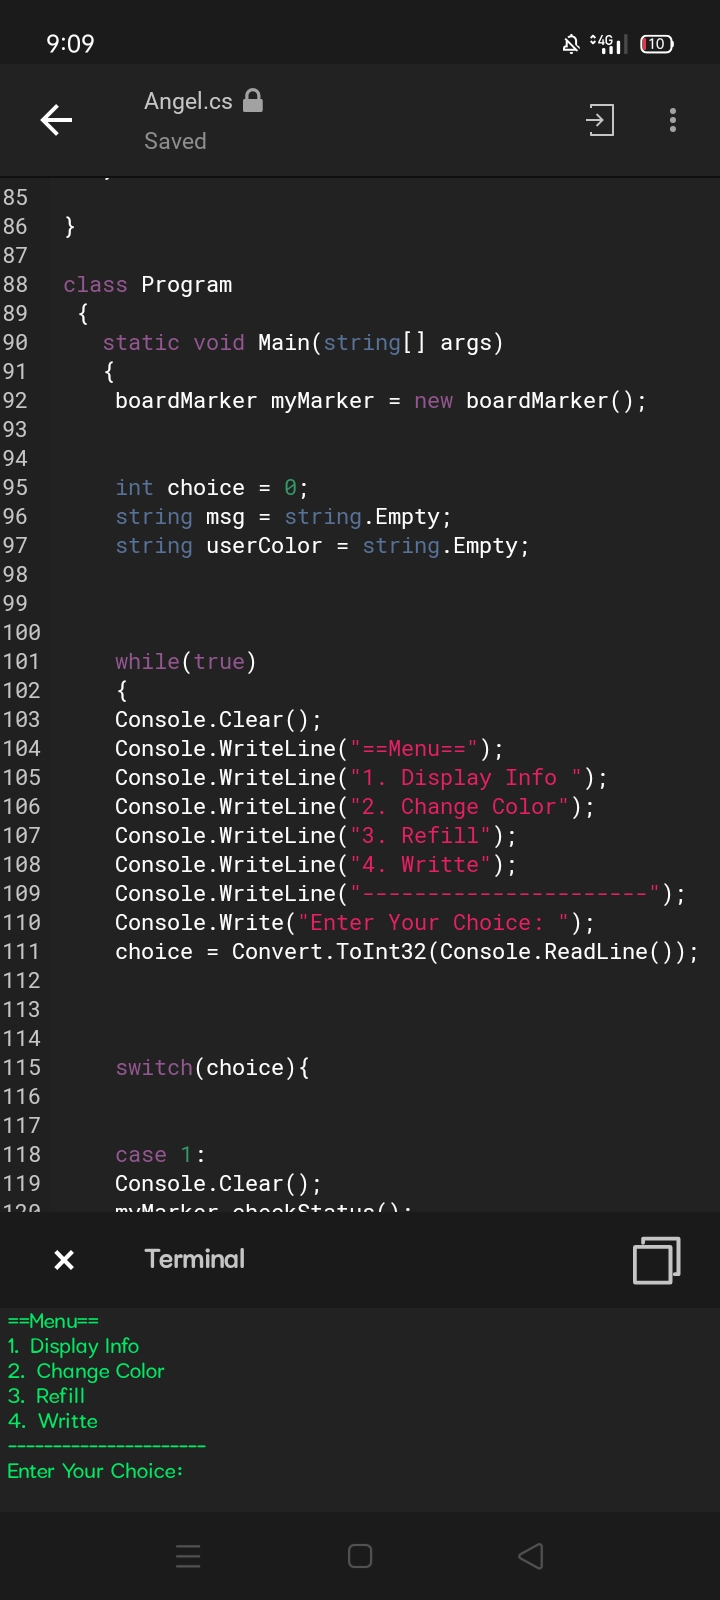 9:09
4G 10
Angel.cs
Saved
85
86 }
87
88 class Program
89 {
90 static void Main(string[] args)
91 {
92 boardMarker myMarker = new boardMarker();
93
94
95 int choice = 0;
96 string msg = string.Empty;
97 string userColor = string.Empty;
98
99
100
101 while(true)
102 {
103 Console.Clear();
104 Console.WriteLine("==Menu==");
105 Console.WriteLine("1. Display Info ");
106 Console.WriteLine("2. Change Color");
107 Console.WriteLine("3. Refill");
108 Console.WriteLine("4. Writte");
109 Console.WriteLine("----------------------");
110 Console.Write("Enter Your Choice: ");
111 choice = Convert.ToInt32(Console.ReadLine());
112
113
114
115 switch(choice){
116
117
118 case 1:
119 Console.Clear();
120 myMarker.checkStatus();
Terminal
==Menu==
1. Display Info
2. Change Color
3. Refill
4. Writte
----------------------
Enter Your Choice: